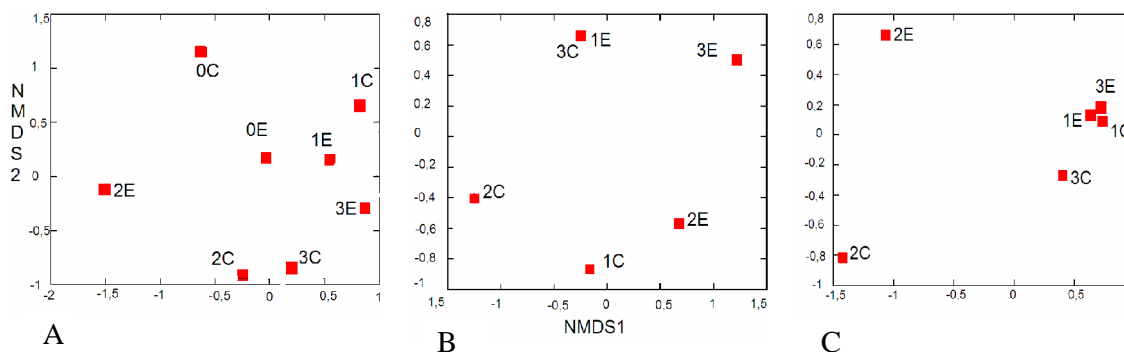 NMDS2
1,5
1
0,5
0
-0,5
-1
0C
1C
0E
1E
2E
3E
2C
3C
-2 -1,5 -1 -0,5 0 0,5 1
A
0,8
0,6
0,4
0,2
0
-0,2
-0,4
-0,6
-0,8
-1
1E
3C
3E
2C
2E
1C
1,5 -1 -0,5 0 0,5 1 1,5
NMDS1
B
0,8
0,6
0,4
0,2
0
-0,2
-0,4
-0,6
-0,8
-1
2E
3E
1E
1C
3C
2C
-1.5 -1 0 0,5
C